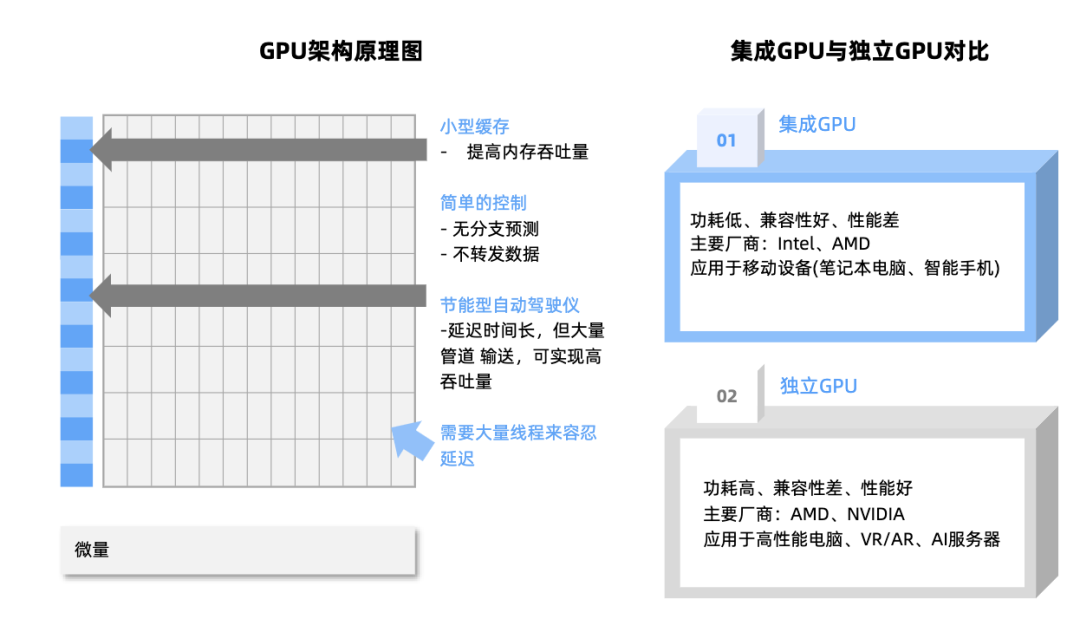 GPU架构原理图
小型缓存
- 提高内存吞吐量
简单的控制
- 无分支预测
- 不转发数据
节能型自动驾驶仪
-延迟时间长，但大量
管道 输送，可实现高
吞吐量
需要大量线程来容忍
延迟
微量
集成GPU与独立GPU对比
01
集成GPU
功耗低、兼容性好、性能差
主要厂商：Intel、AMD
应用于移动设备(笔记本电脑、智能手机)
02
独立GPU
功耗高、兼容性差、性能好
主要厂商：AMD、NVIDIA
应用于高性能电脑、VR/AR、AI服务器